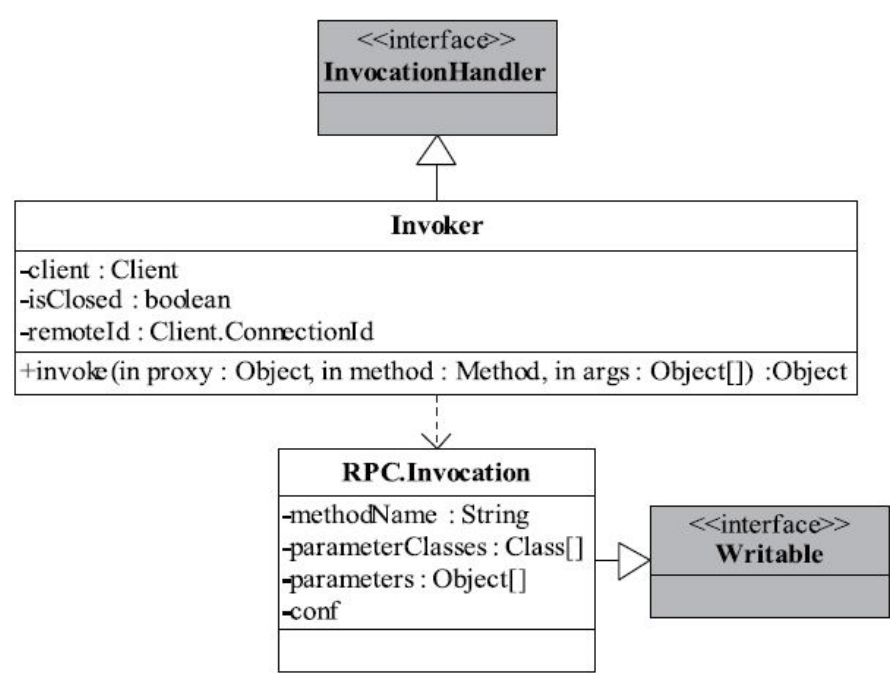 <<interface>>
InvocationHandler
Invoker
-client : Client
-isClosed : boolean
-remoteId : Client.ConnectionId
+invoke(in proxy : Object, in method : Method, in args : Object[]) :Object
RPC.Invocation
-methodName : String
-parameterClasses : Class[]
-parameters : Object[]
-conf
<<interface>>
Writable